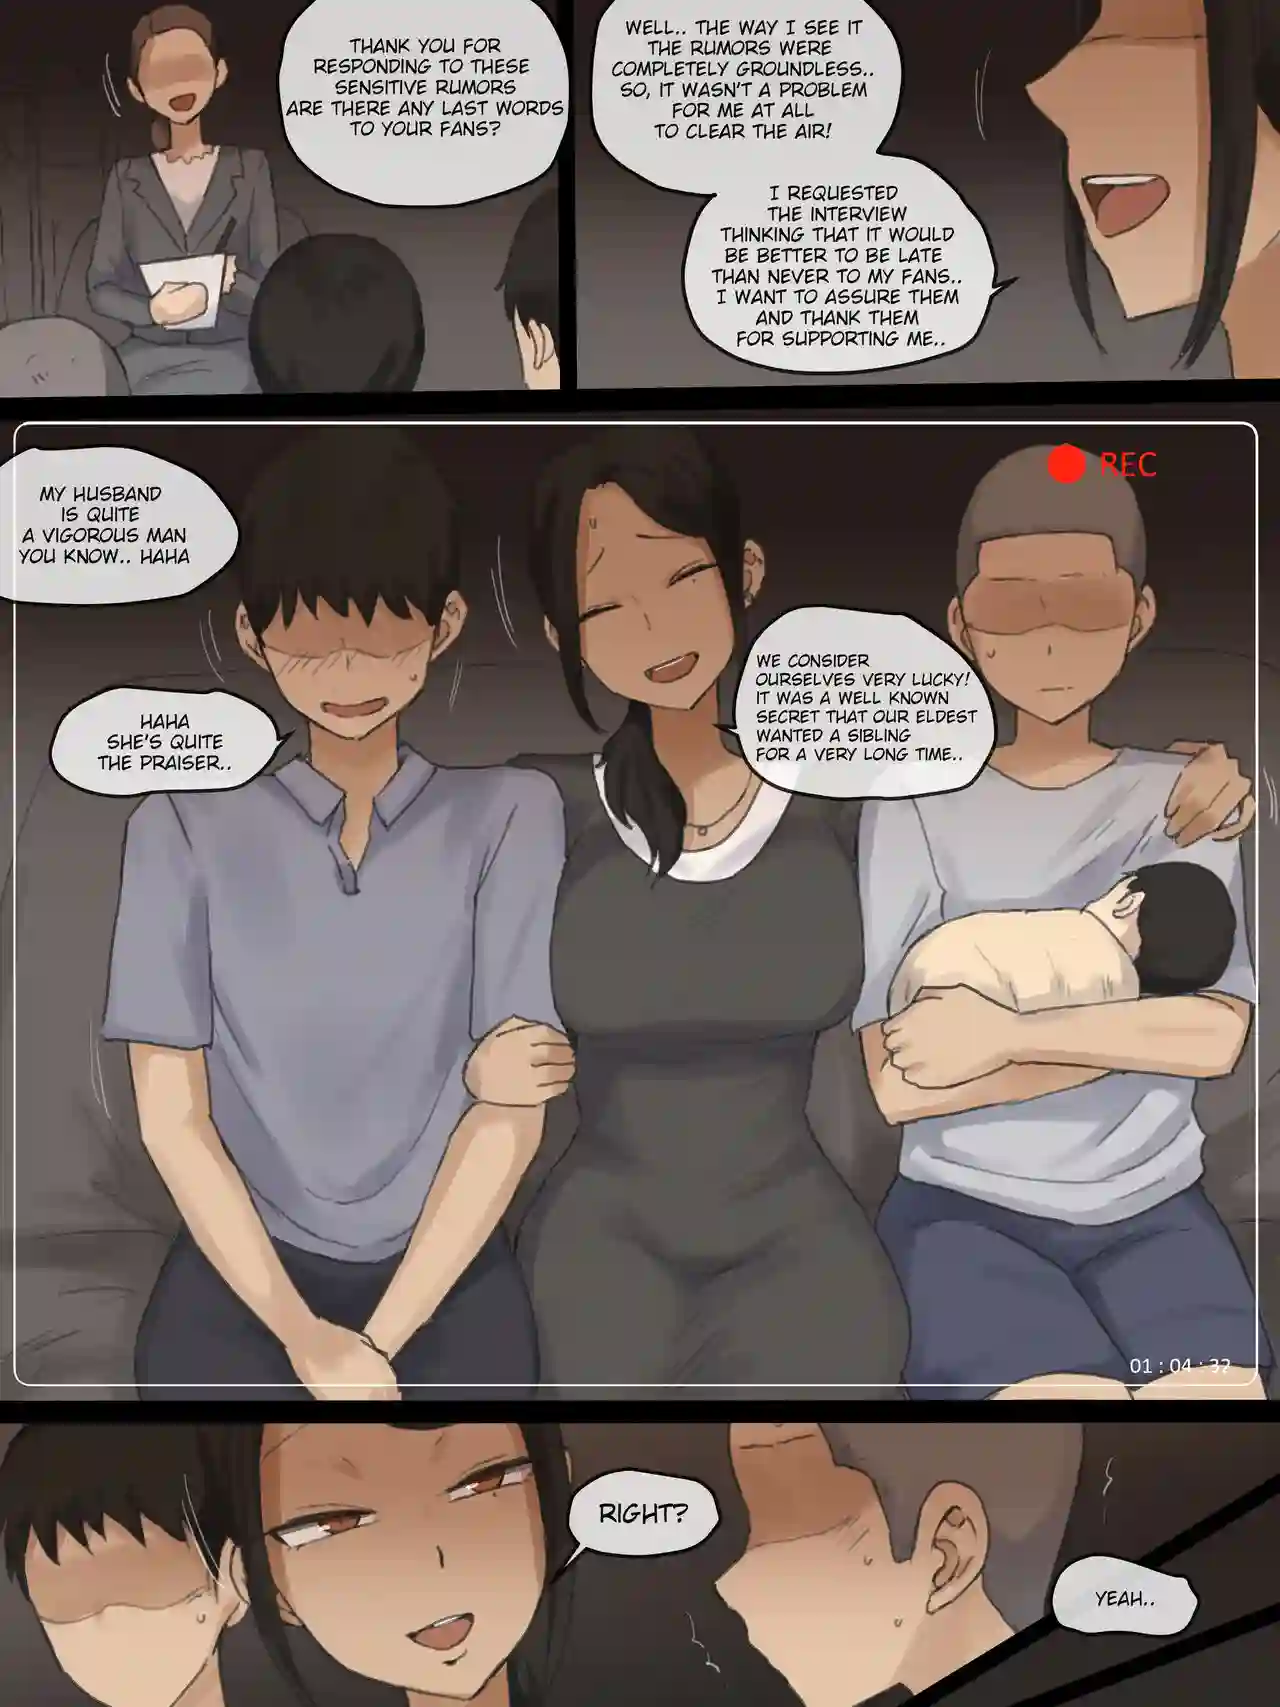 THANK YOU FOR
RESPONDING TO THESE
SENSITIVE RUMORS
ARE THERE ANY LAST WORDS
TO YOUR FANS?
WELL.. THE WAY I SEE IT
THE RUMORS WERE
COMPLETELY GROUNDLESS..
SO, IT WASN'T A PROBLEM
FOR ME AT ALL
TO CLEAR THE AIR!
I REQUESTED
THE INTERVIEW
THINKING THAT IT WOULD
BE BETTER TO BE LATE
THAN NEVER TO MY FANS..
I WANT TO ASSURE THEM
AND THANK THEM
FOR SUPPORTING ME..
REC
MY HUSBAND
IS QUITE
A VIGOROUS MAN
YOU KNOW.. HAHA
HAHA
SHE'S QUITE
THE PRAISER..
WE CONSIDER
OURSELVES VERY LUCKY!
IT WAS A WELL KNOWN
SECRET THAT OUR ELDEST
WANTED A SIBLING
FOR A VERY LONG TIME..
01 : 04 : 32
RIGHT?
YEAH..